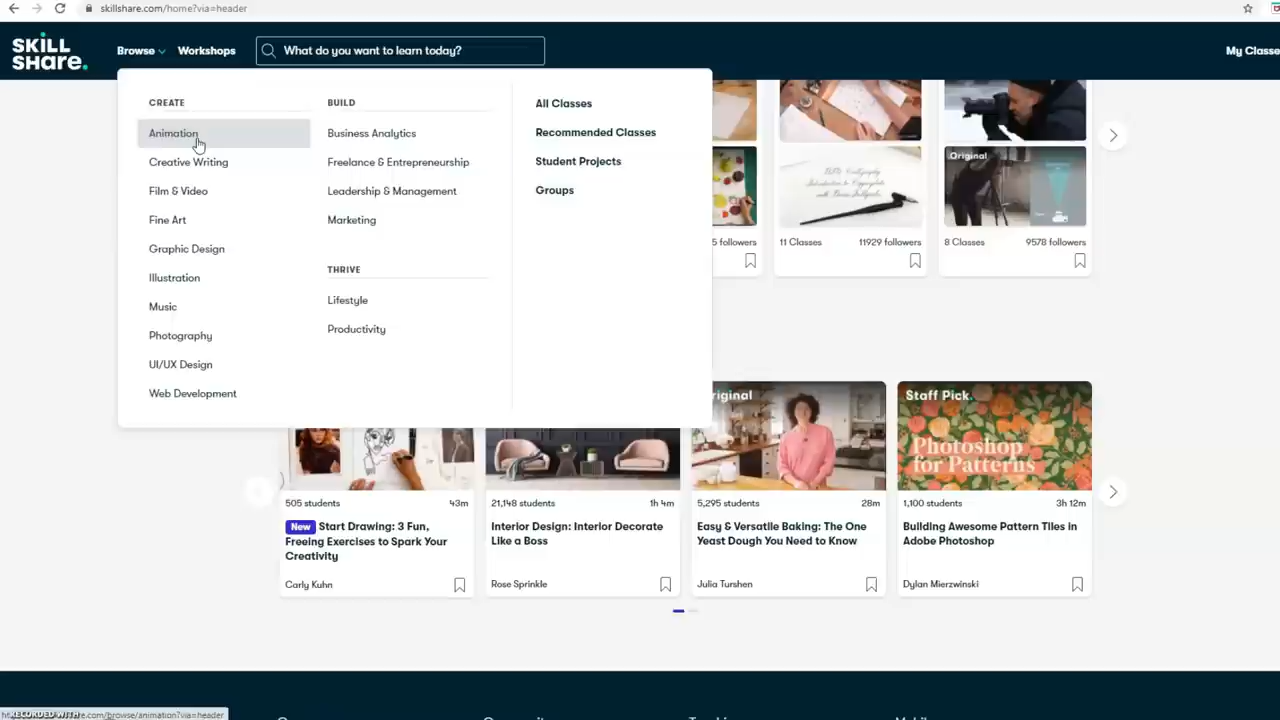 skillshare.com/home?via=header
SKILL
SHARE.
Browse
Workshops
What do you want to learn today?
My Classe
CREATE
Animation
Creative Writing
Film & Video
Fine Art
Graphic Design
Illustration
Music
Photography
UI/UX Design
Web Development
BUILD
Business Analytics
Freelance & Entrepreneurship
Leadership & Management
Marketing
THRIVE
Lifestyle
Productivity
All Classes
Recommended Classes
Student Projects
Groups
Original
5 followers
11 Classes 11929 followers
8 Classes 9578 followers
riginal
Staff Pick.
Photoshop
for Patterns
505 students 43m
New Start Drawing: 3 Fun,
Freeing Exercises to Spark Your
Creativity
Carly Kuhn
21,148 students 1h 4m
Interior Design: Interior Decorate
Like a Boss
Rose Sprinkle
5,295 students 28m
Easy & Versatile Baking: The One
Yeast Dough You Need to Know
Julia Turshen
1,100 students 3h 12m
Building Awesome Pattern Tiles in
Adobe Photoshop
Dylan Mierzwinski
RECORDED WITH
re.com/browse/animation?via=header